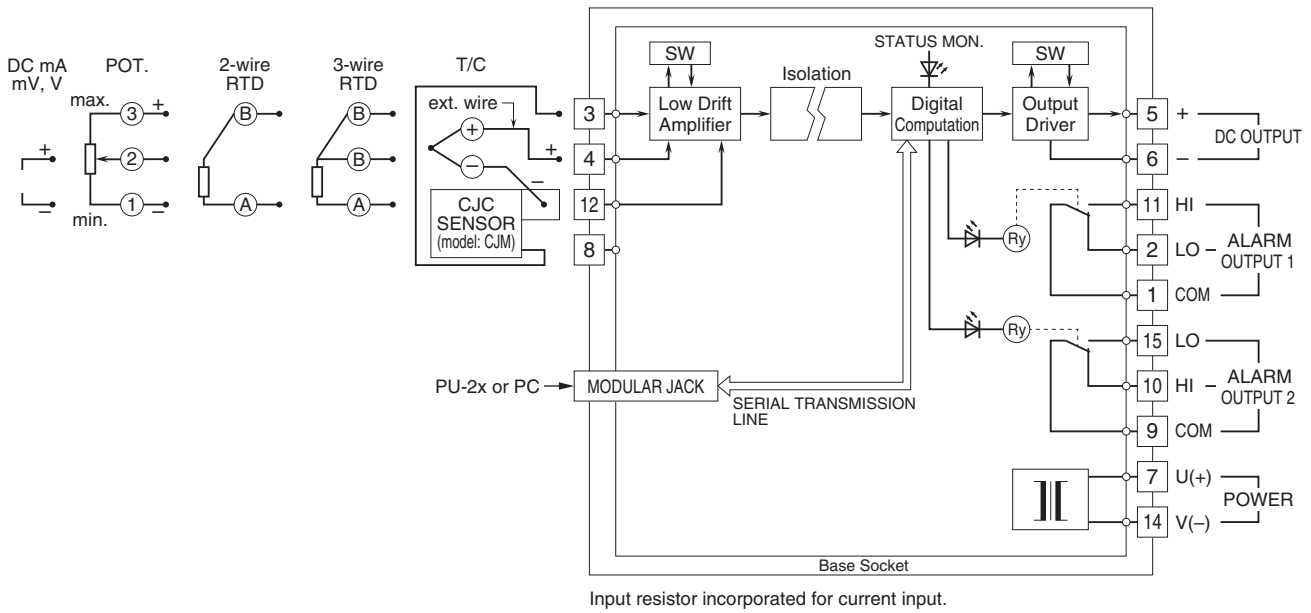 DC mA
mV, V
POT.
max.
3
+
2
1
–
min.
+
–
2-wire
RTD
B
A
3-wire
RTD
B
B
A
T/C
ext. wire
+
–
+
–
CJC
SENSOR
(model: CJM)
3
4
12
8
SW
Low Drift
Amplifier
Isolation
STATUS MON.
Digital
Computation
SW
Output
Driver
5 +
6 –
DC OUTPUT
Ry
11 HI
2 LO
1 COM
ALARM
OUTPUT 1
Ry
15 LO
10 HI
9 COM
ALARM
OUTPUT 2
PU-2x or PC
MODULAR JACK
SERIAL TRANSMISSION
LINE
7 U(+)
14 V(–)
POWER
Base Socket
Input resistor incorporated for current input.